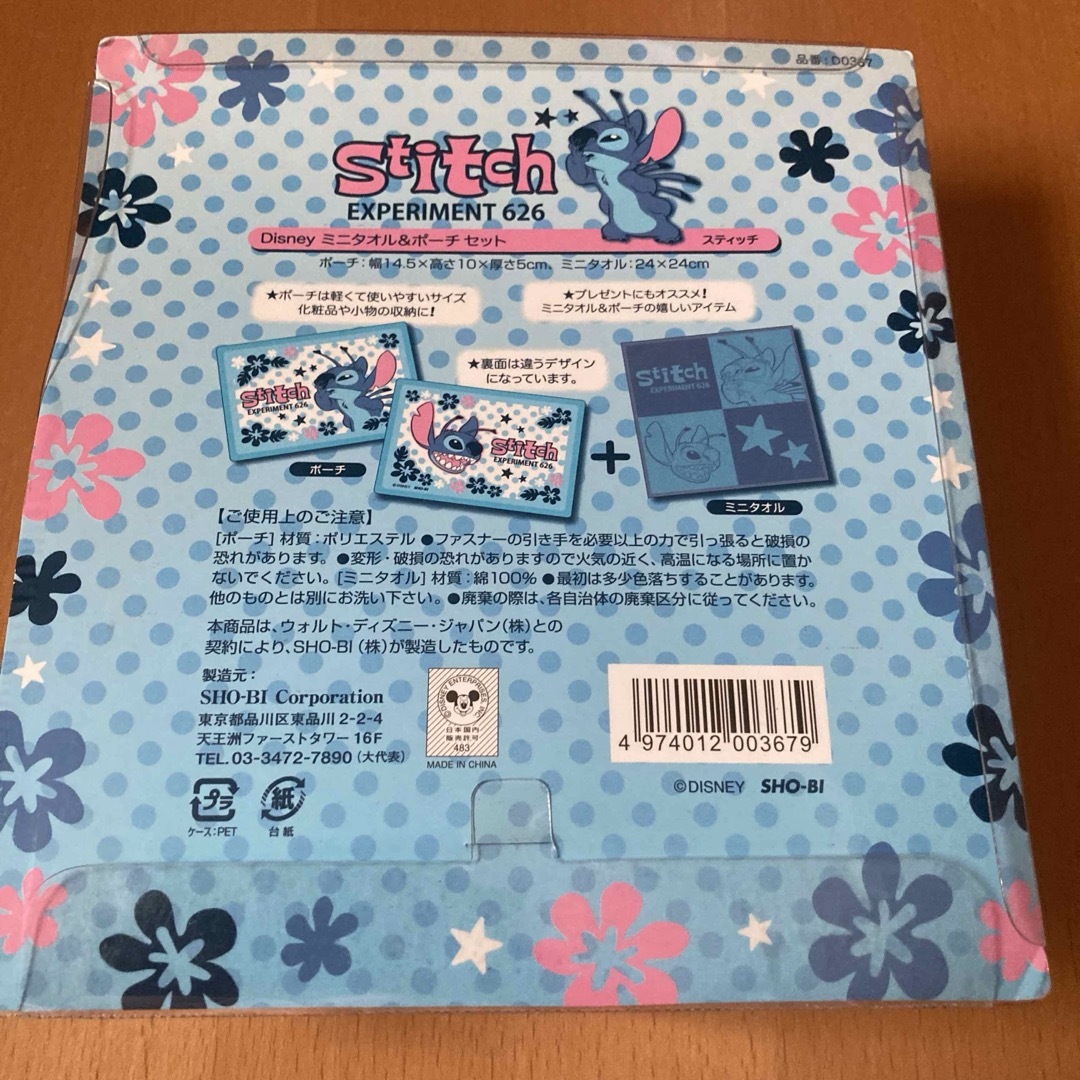 品番:D0367
Stitch
EXPERIMENT 626
Disney ミニタオル&ポーチ セット スティッチ
ポーチ:幅14.5×高さ10×厚さ5cm、ミニタオル:24×24cm
★ポーチは軽くて使いやすいサイズ
化粧品や小物の収納に!
★プレゼントにもオススメ!
ミニタオル&ポーチの嬉しいアイテム
★裏面は違うデザイン
になっています。
Stitch
EXPERIMENT 626
Stitch
EXPERIMENT 626
©DISNEY SHO-BI
Stitch
EXPERIMENT 626
ポーチ
+
ミニタオル
【ご使用上のご注意】
[ポーチ] 材質:ポリエステル ●ファスナーの引き手を必要以上の力で引っ張ると破損の
恐れがあります。 ●変形・破損の恐れがありますので火気の近く、高温になる場所に置か
ないでください。[ミニタオル] 材質:綿100% ●最初は多少色落ちすることがあります。
他のものとは別にお洗い下さい。 ●廃棄の際は、各自治体の廃棄区分に従ってください。
本商品は、ウォルト・ディズニー・ジャパン(株)との
契約により、SHO-BI(株)が製造したものです。
製造元:
SHO-BI Corporation
東京都品川区東品川 2-2-4
天王洲ファーストタワー 16F
TEL.03-3472-7890(大代表)
©DISNEY ENTERPRISES, INC.
日本国内
販売許可
483
MADE IN CHINA
4 974012 003679
©DISNEY SHO-BI
プラ
ケース:PET
紙
台紙